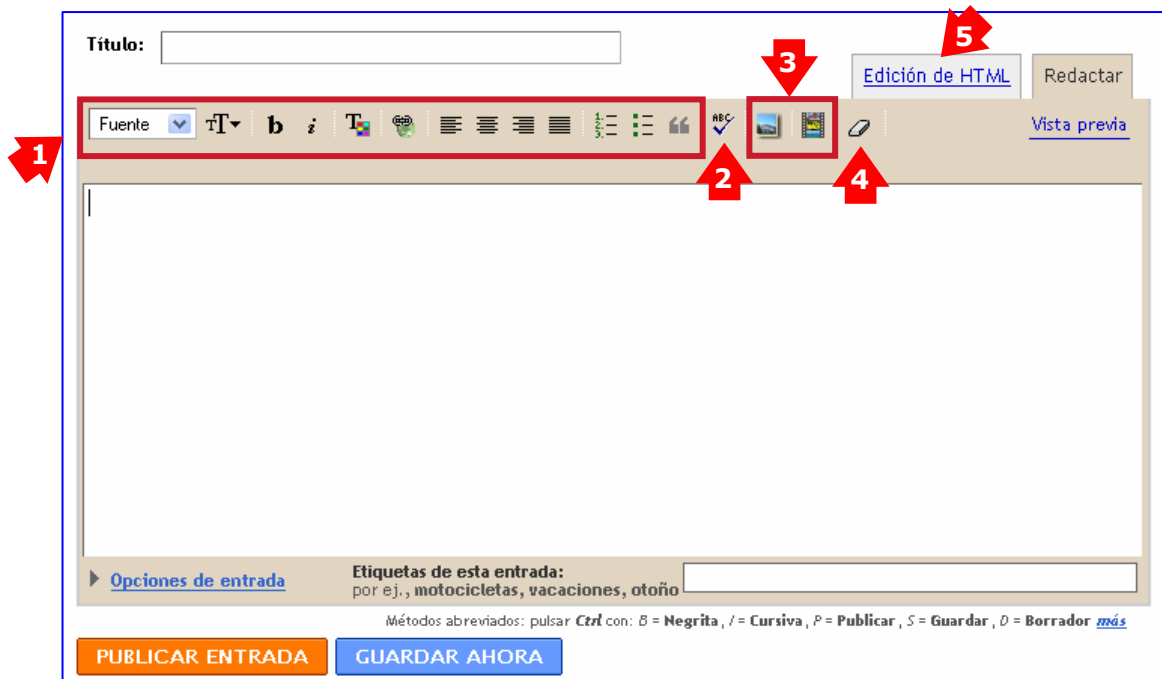 5
Título:
3
Edición de HTML Redactar
Fuente T b i T ABC Vista previa
1
2 4
Opciones de entrada
Etiquetas de esta entrada:
por ej., motocicletas, vacaciones, otoño
Métodos abreviados: pulsar Ctrl con: B = Negrita, I = Cursiva, P = Publicar, S = Guardar, D = Borrador más
PUBLICAR ENTRADA GUARDAR AHORA